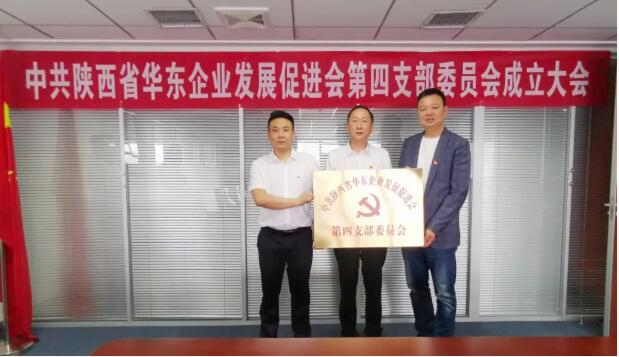 中共陕西省华东企业发展促进会第四支部委员会成立大会
中共陕西省华东企业发展促进会
第四支部委员会